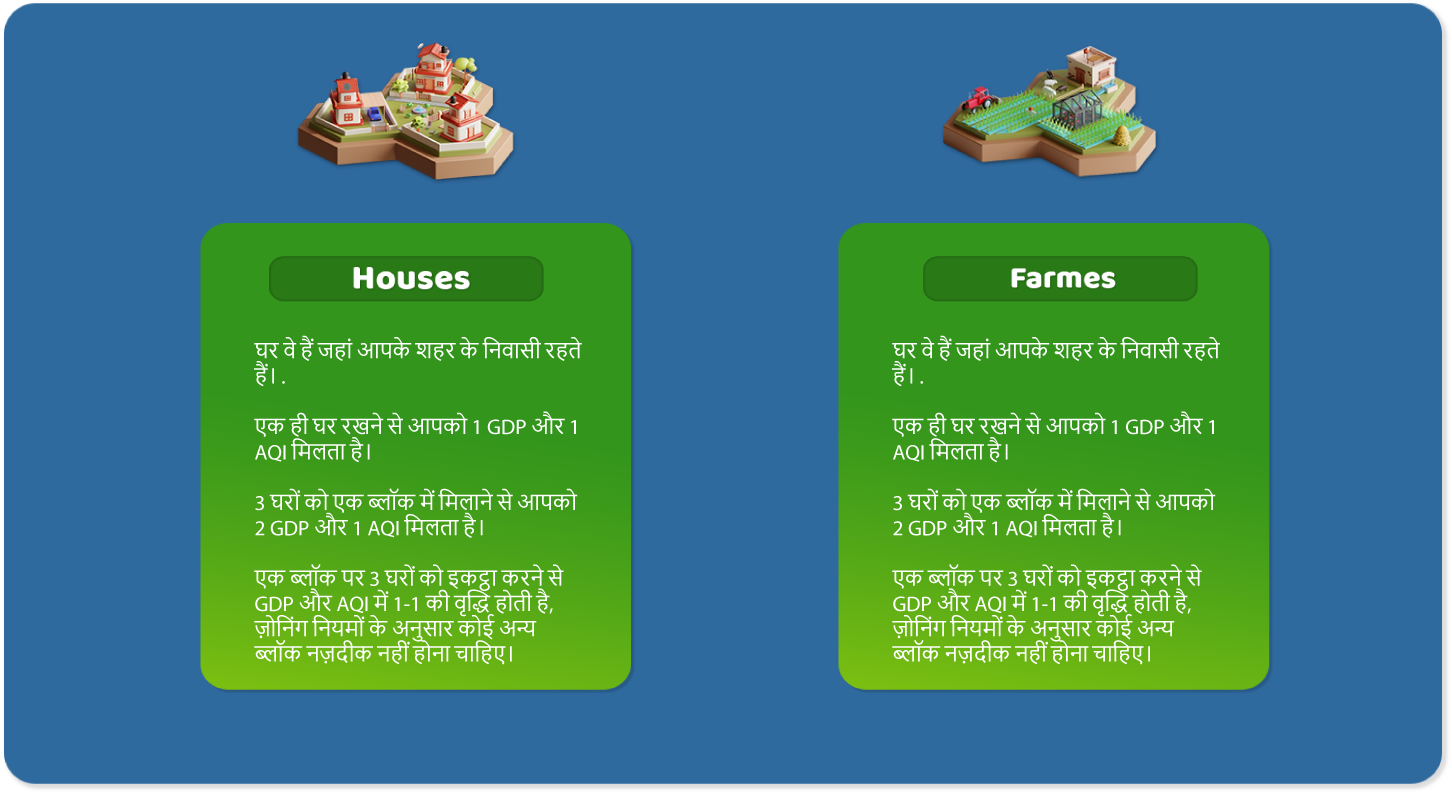 Houses
घर वे हैं जहां आपके शहर के निवासी रहते
हैं। .
एक ही घर रखने से आपको 1 GDP और 1
AQI मिलता है।
3 घरों को एक ब्लॉक में मिलाने से आपको
2 GDP और 1 AQI मिलता है।
एक ब्लॉक पर 3 घरों को इकट्ठा करने से
GDP और AQI में 1-1 की वृद्धि होती है,
ज़ोनिंग नियमों के अनुसार कोई अन्य
ब्लॉक नज़दीक नहीं होना चाहिए।
Farmes
घर वे हैं जहां आपके शहर के निवासी रहते
हैं। .
एक ही घर रखने से आपको 1 GDP और 1
AQI मिलता है।
3 घरों को एक ब्लॉक में मिलाने से आपको
2 GDP और 1 AQI मिलता है।
एक ब्लॉक पर 3 घरों को इकट्ठा करने से
GDP और AQI में 1-1 की वृद्धि होती है,
ज़ोनिंग नियमों के अनुसार कोई अन्य
ब्लॉक नज़दीक नहीं होना चाहिए।